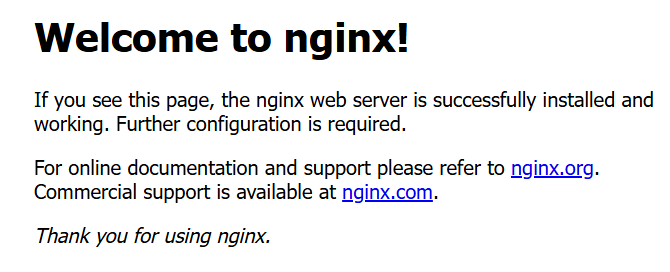 Welcome to nginx!
If you see this page, the nginx web server is successfully installed and
working. Further configuration is required.
For online documentation and support please refer to nginx.org.
Commercial support is available at nginx.com.
Thank you for using nginx.